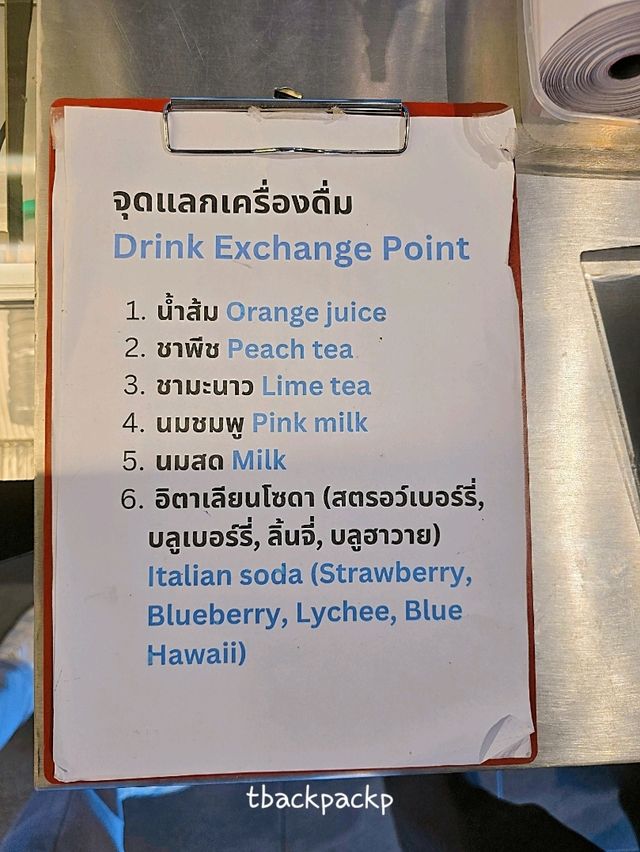 จุดแลกเครื่องดื่ม
Drink Exchange Point
1. น้ำส้ม Orange juice
2. ชาพีช Peach tea
3. ชามะนาว Lime tea
4. นมชมพู Pink milk
5. นมสด Milk
6. อิตาเลียนโซดา (สตรอว์เบอร์รี่,
บลูเบอร์รี่, ลิ้นจี่, บลูฮาวาย)
Italian soda (Strawberry,
Blueberry, Lychee, Blue
Hawaii)
tbackpackp